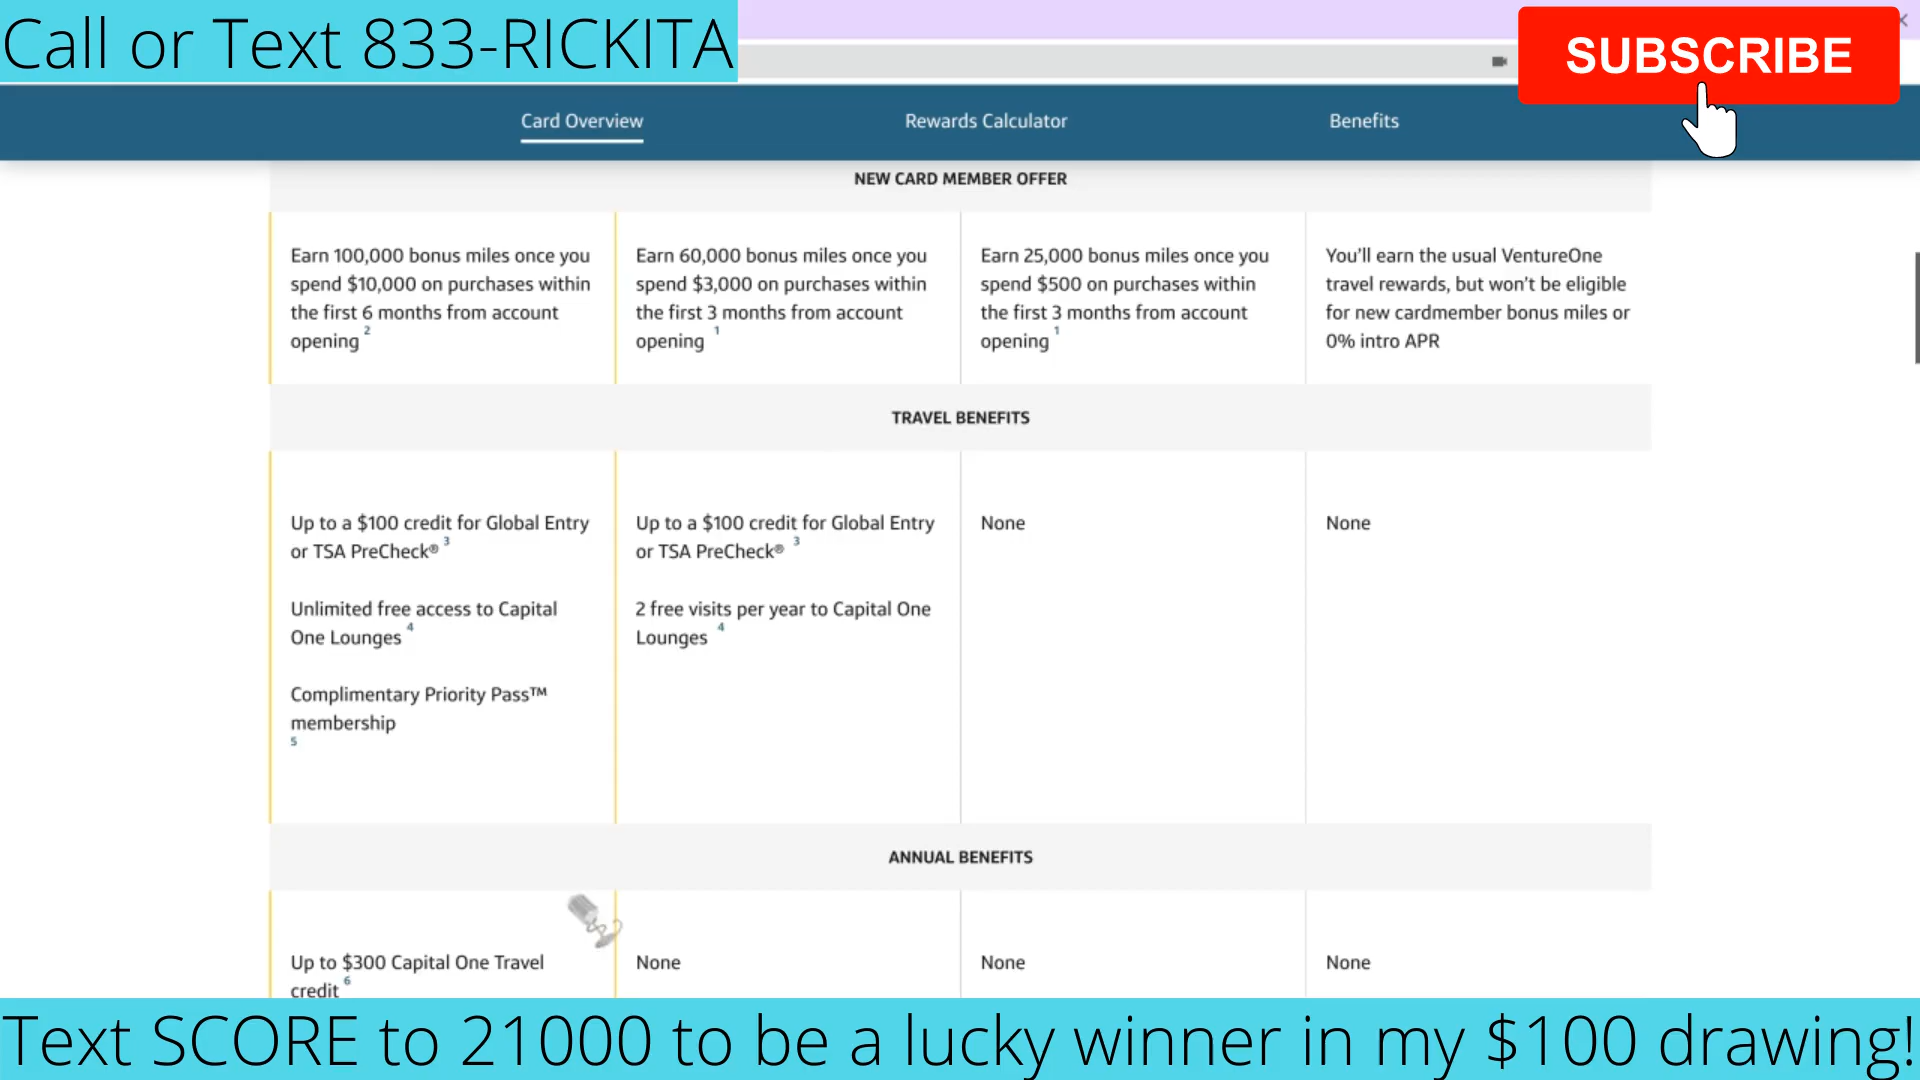 Call or Text 833-RICKITA
SUBSCRIBE
Card Overview
Rewards Calculator
Benefits
NEW CARD MEMBER OFFER
Earn 100,000 bonus miles once you
spend $10,000 on purchases within
the first 6 months from account
opening 2
Earn 60,000 bonus miles once you
spend $3,000 on purchases within
the first 3 months from account
opening 1
Earn 25,000 bonus miles once you
spend $500 on purchases within
the first 3 months from account
opening 1
You'll earn the usual VentureOne
travel rewards, but won't be eligible
for new cardmember bonus miles or
0% intro APR
TRAVEL BENEFITS
Up to a $100 credit for Global Entry
or TSA PreCheck® 3
Unlimited free access to Capital
One Lounges 4
Complimentary Priority Pass™
membership
5
Up to a $100 credit for Global Entry
or TSA PreCheck® 3
2 free visits per year to Capital One
Lounges 4
None
None
ANNUAL BENEFITS
Up to $300 Capital One Travel
credit 6
None
None
None
Text SCORE to 21000 to be a lucky winner in my $100 drawing!